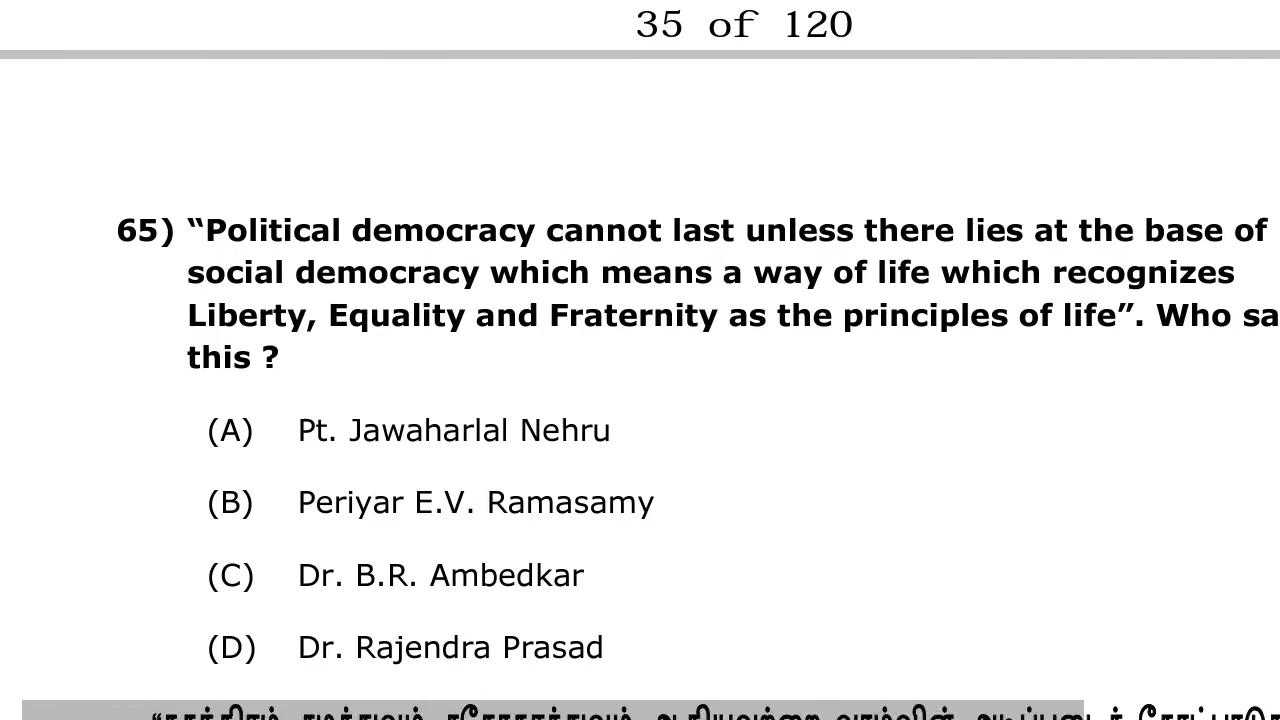 35 of 120
65) “Political democracy cannot last unless there lies at the base of
social democracy which means a way of life which recognizes
Liberty, Equality and Fraternity as the principles of life”. Who sa
this ?
(A) Pt. Jawaharlal Nehru
(B) Periyar E.V. Ramasamy
(C) Dr. B.R. Ambedkar
(D) Dr. Rajendra Prasad